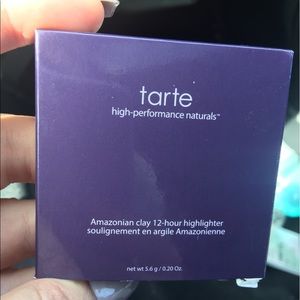 tarte
high-performance naturals™
Amazonian clay 12-hour highlighter
soulignement en argile Amazonienne
net wt 5.6 g / 0.20 Oz.